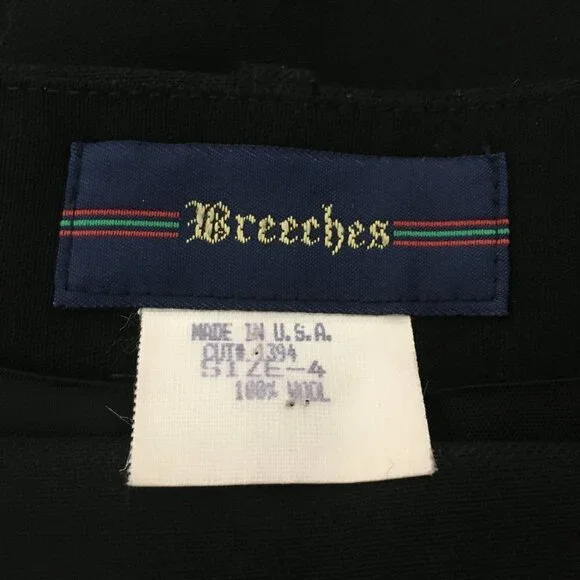 Breeches
MADE IN U.S.A.
CUT# 1394
SIZE-4
100% WOOL